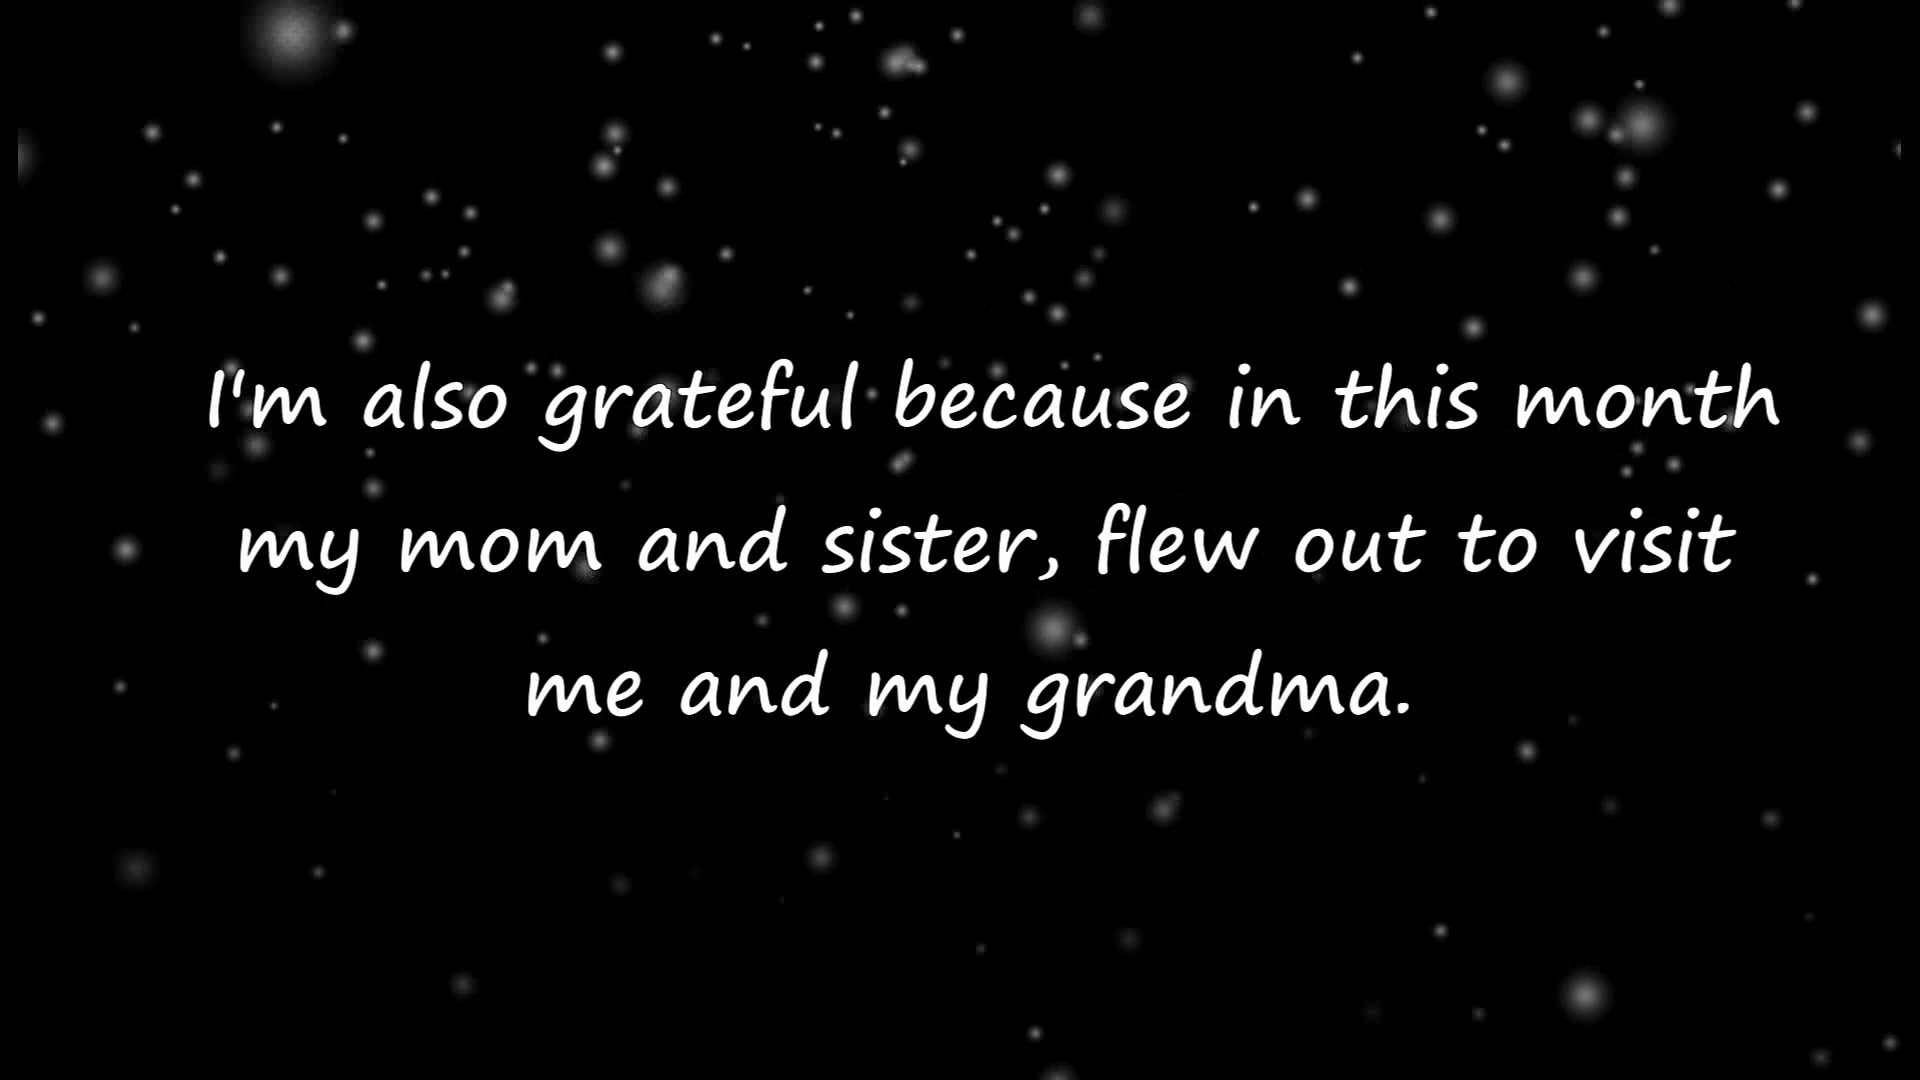 I'm also grateful because in this month
my mom and sister, flew out to visit
me and my grandma.